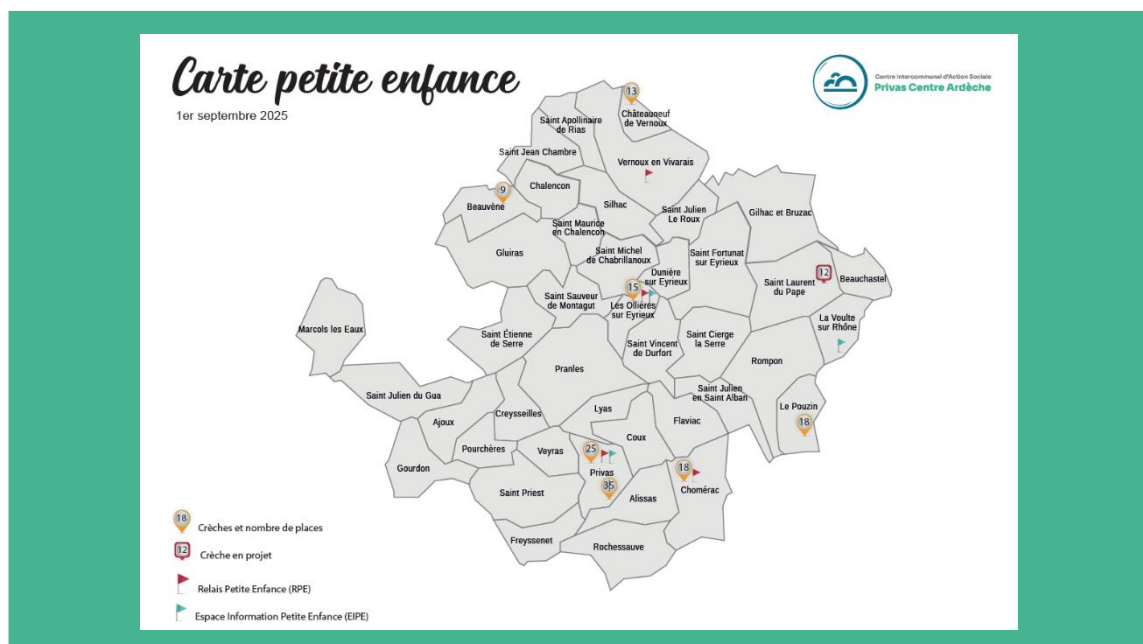 Carte petite enfance
1er septembre 2025
Centre Intercommunal d'Action Sociale
Privas Centre Ardèche
13
Châteauneuf
de Vernoux
Saint Apollinaire
de Rias
Saint Jean Chambre
Vernoux en Vivarais
9
Chalencon
Beauvène
Silhac
Saint Julien
Le Roux
Gilhac et Bruzac
Saint Maurice
en Chalencon
Gluiras
Saint Michel
de Chabrillanoux
Saint Fortunat
sur Eyrieux
Dunière
sur Eyrieux
12
Saint Laurent
du Pape
Beauchastel
15
Saint Sauveur
de Montagut
Les Ollières
sur Eyrieux
La Voulte
sur Rhône
Marcols les Eaux
Saint Étienne
de Serre
Saint Vincent
de Durfort
Saint Cierge
la Serre
Rompon
Pranles
Saint Julien du Gua
Saint Julien
en Saint Alban
Le Pouzin
18
Creysseilles
Lyas
Ajoux
Flaviac
Coux
Pourchères
Veyras
25
Gourdon
Privas
18
35
Chomérac
Saint Priest
Alissas
Freyssenet
Rochessauve
18
Crèches et nombre de places
12
Crèche en projet
Relais Petite Enfance (RPE)
Espace Information Petite Enfance (EIPE)